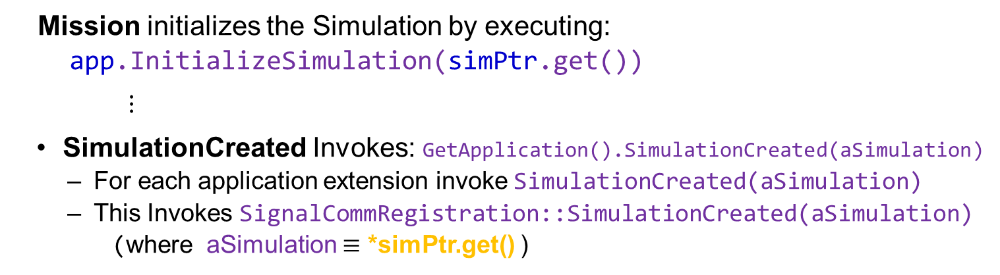 Mission initializes the Simulation by executing:
app.InitializeSimulation(simPtr.get())
⋮
• SimulationCreated Invokes: GetApplication().SimulationCreated(aSimulation)
– For each application extension invoke SimulationCreated(aSimulation)
– This Invokes SignalCommRegistration::SimulationCreated(aSimulation)
(where aSimulation ≡ *simPtr.get() )